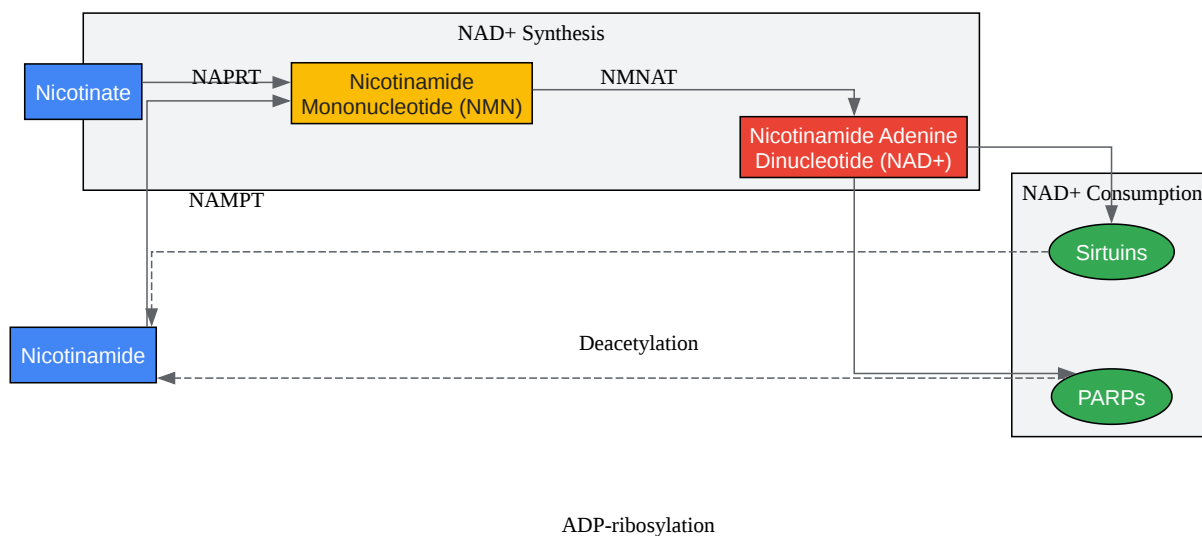 NAD+ Synthesis
Nicotinate
NAPRT
Nicotinamide
Mononucleotide (NMN)
NMNAT
Nicotinamide Adenine
Dinucleotide (NAD+)
NAMPT
NAD+ Consumption
Sirtuins
Nicotinamide
Deacetylation
PARPs
ADP-ribosylation